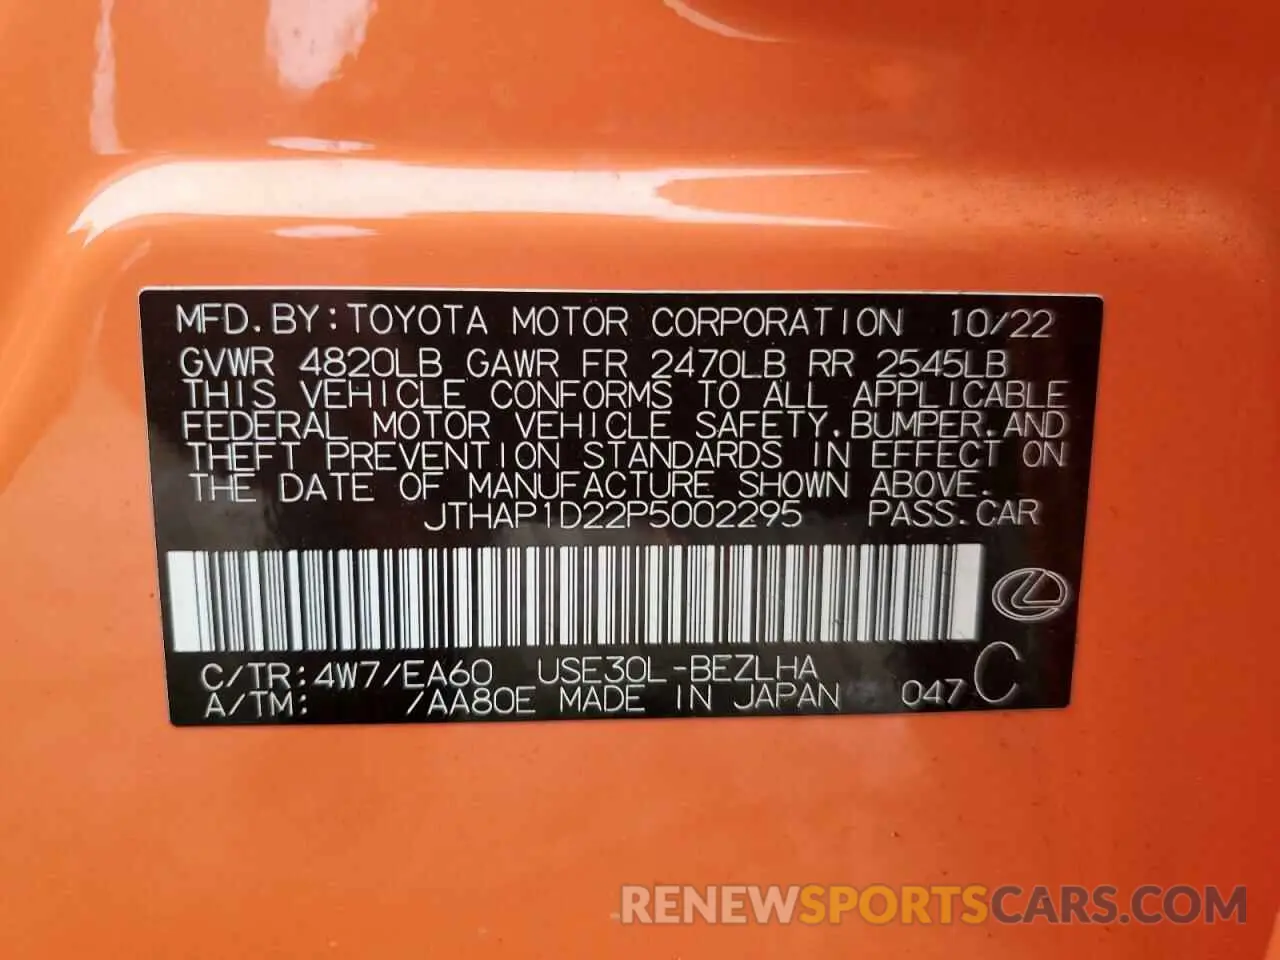 MFD.BY:TOYOTA MOTOR CORPORATION 10/22
GVWR 4820LB GAWR FR 2470LB RR 2545LB
THIS VEHICLE CONFORMS TO ALL APPLICABLE
FEDERAL MOTOR VEHICLE SAFETY,BUMPER,AND
THEFT PREVENTION STANDARDS IN EFFECT ON
THE DATE OF MANUFACTURE SHOWN ABOVE.
JTHAP1D22P5002295 PASS.CAR
C/TR:4W7/EA60 USE30L-BEZLHA
A/TM: /AA80E MADE IN JAPAN 047 C
RENEWSPORTSCARS.COM